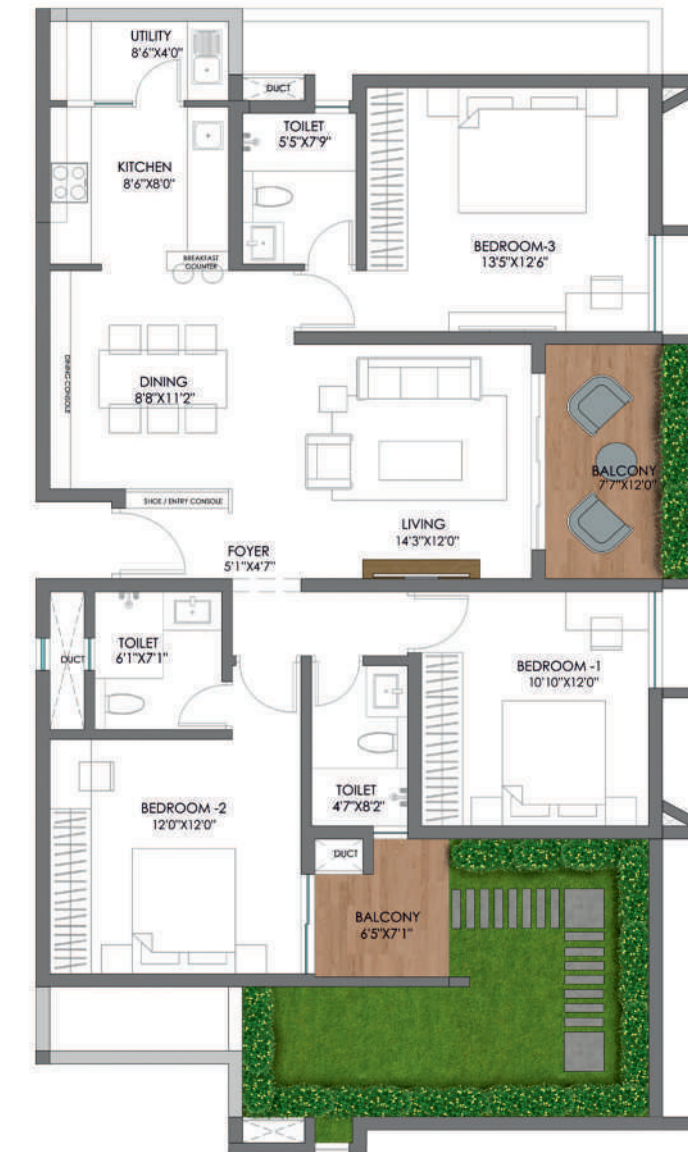 UTILITY
8'6"X4'0"
DUCT
TOILET
5'5"X7'9"
KITCHEN
8'6"X8'0"
BREAKFAST
COUNTER
BEDROOM-3
13'5"X12'6"
DINING CONSOLE
DINING
8'8"X11'2"
BALCONY
7'7"X12'0"
SHOE / ENTRY CONSOLE
LIVING
14'3"X12'0"
FOYER
5'1"X4'7"
TOILET
6'1"X7'1"
DUCT
BEDROOM -1
10'10"X12'0"
TOILET
4'7"X8'2"
BEDROOM -2
12'0"X12'0"
DUCT
BALCONY
6'5"X7'1"